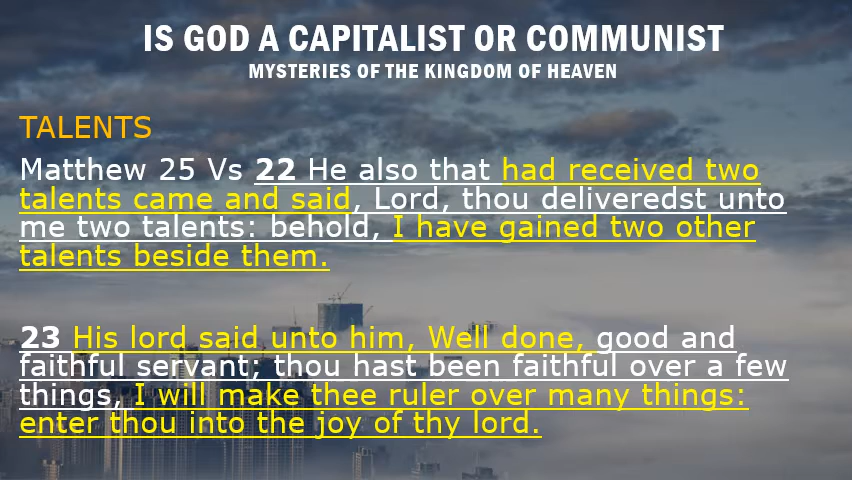 IS GOD A CAPITALIST OR COMMUNIST
MYSTERIES OF THE KINGDOM OF HEAVEN
TALENTS
Matthew 25 Vs 22 He also that had received two
talents came and said, Lord, thou deliveredst unto
me two talents: behold, I have gained two other
talents beside them.
23 His lord said unto him, Well done, good and
faithful servant; thou hast been faithful over a few
things, I will make thee ruler over many things:
enter thou into the joy of thy lord.